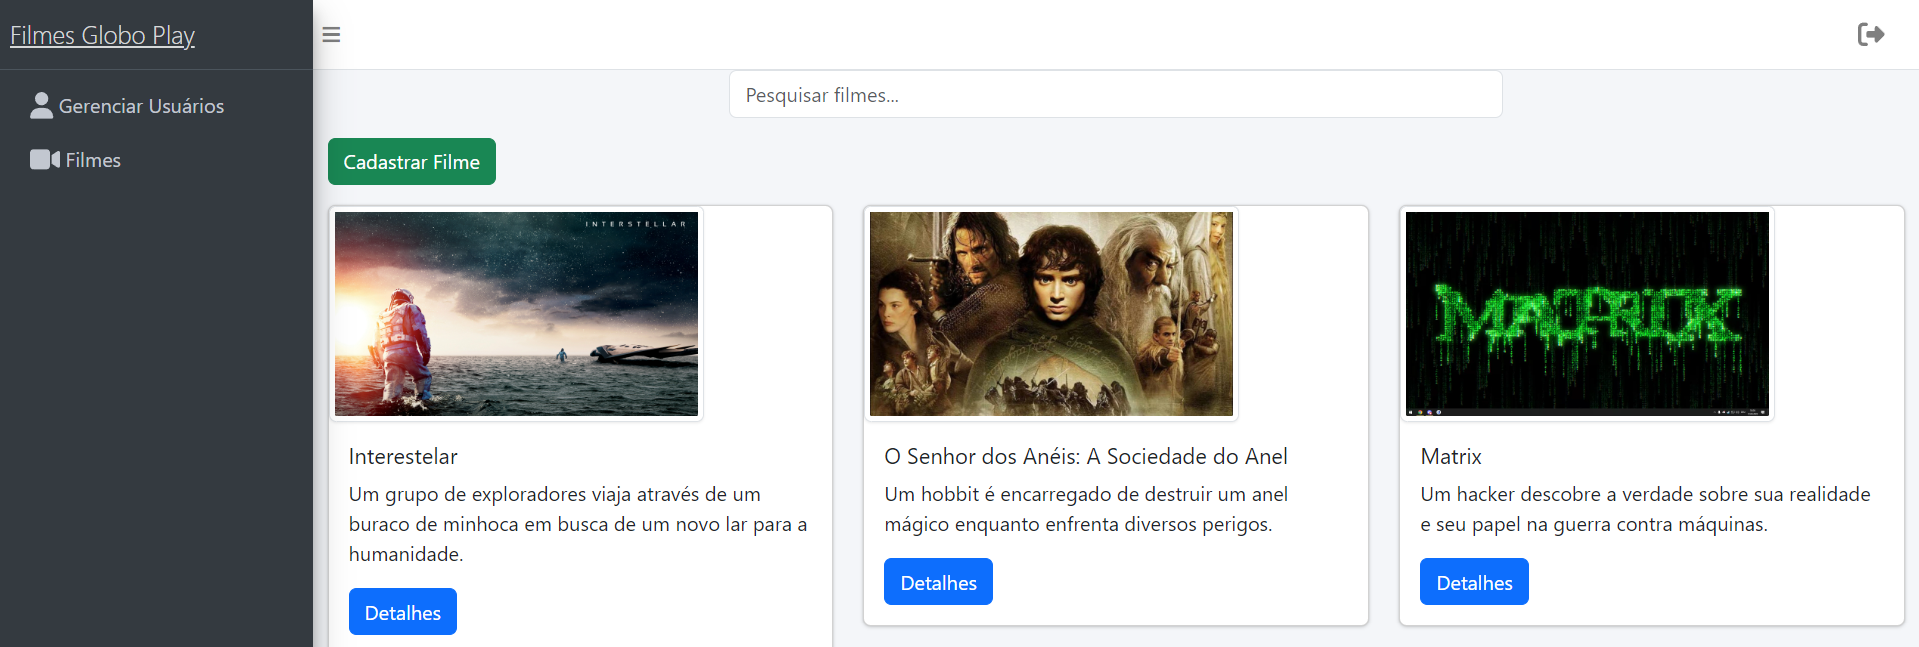 Filmes Globo Play
Gerenciar Usuários
Filmes
Pesquisar filmes...
Cadastrar Filme
INTERSTELLAR
Interestelar
Um grupo de exploradores viaja através de um
buraco de minhoca em busca de um novo lar para a
humanidade.
Detalhes
O Senhor dos Anéis: A Sociedade do Anel
Um hobbit é encarregado de destruir um anel
mágico enquanto enfrenta diversos perigos.
Detalhes
MATRIX
Matrix
Um hacker descobre a verdade sobre sua realidade
e seu papel na guerra contra máquinas.
Detalhes